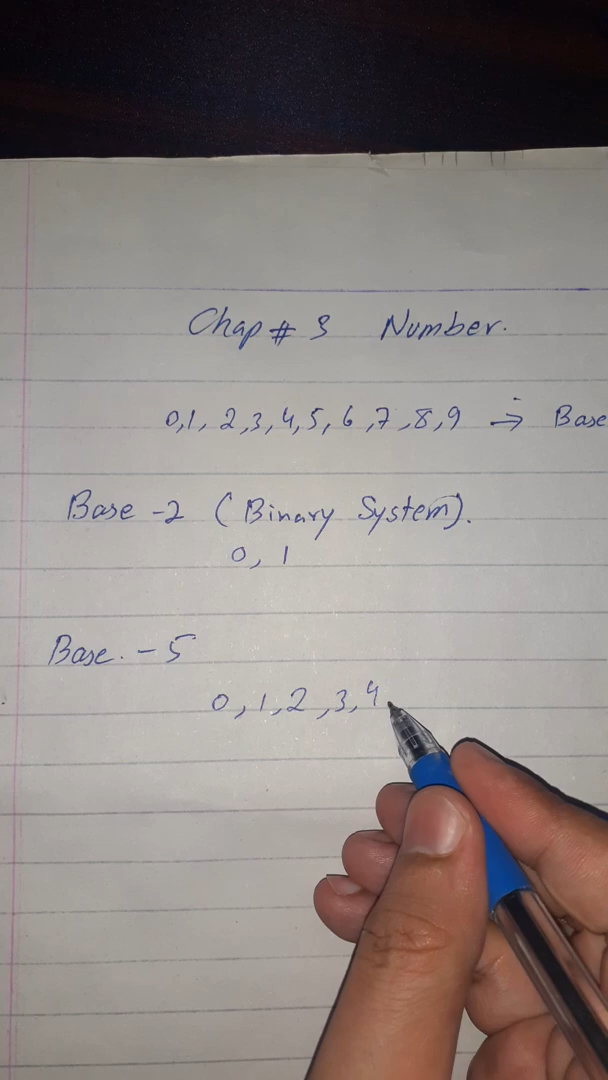 Chap # 3 Number.
0,1, 2,3,4,5,6,7,8,9 ⇒ Base
Base -2 (Binary System).
0, 1
Base. - 5
0, 1, 2, 3, 4